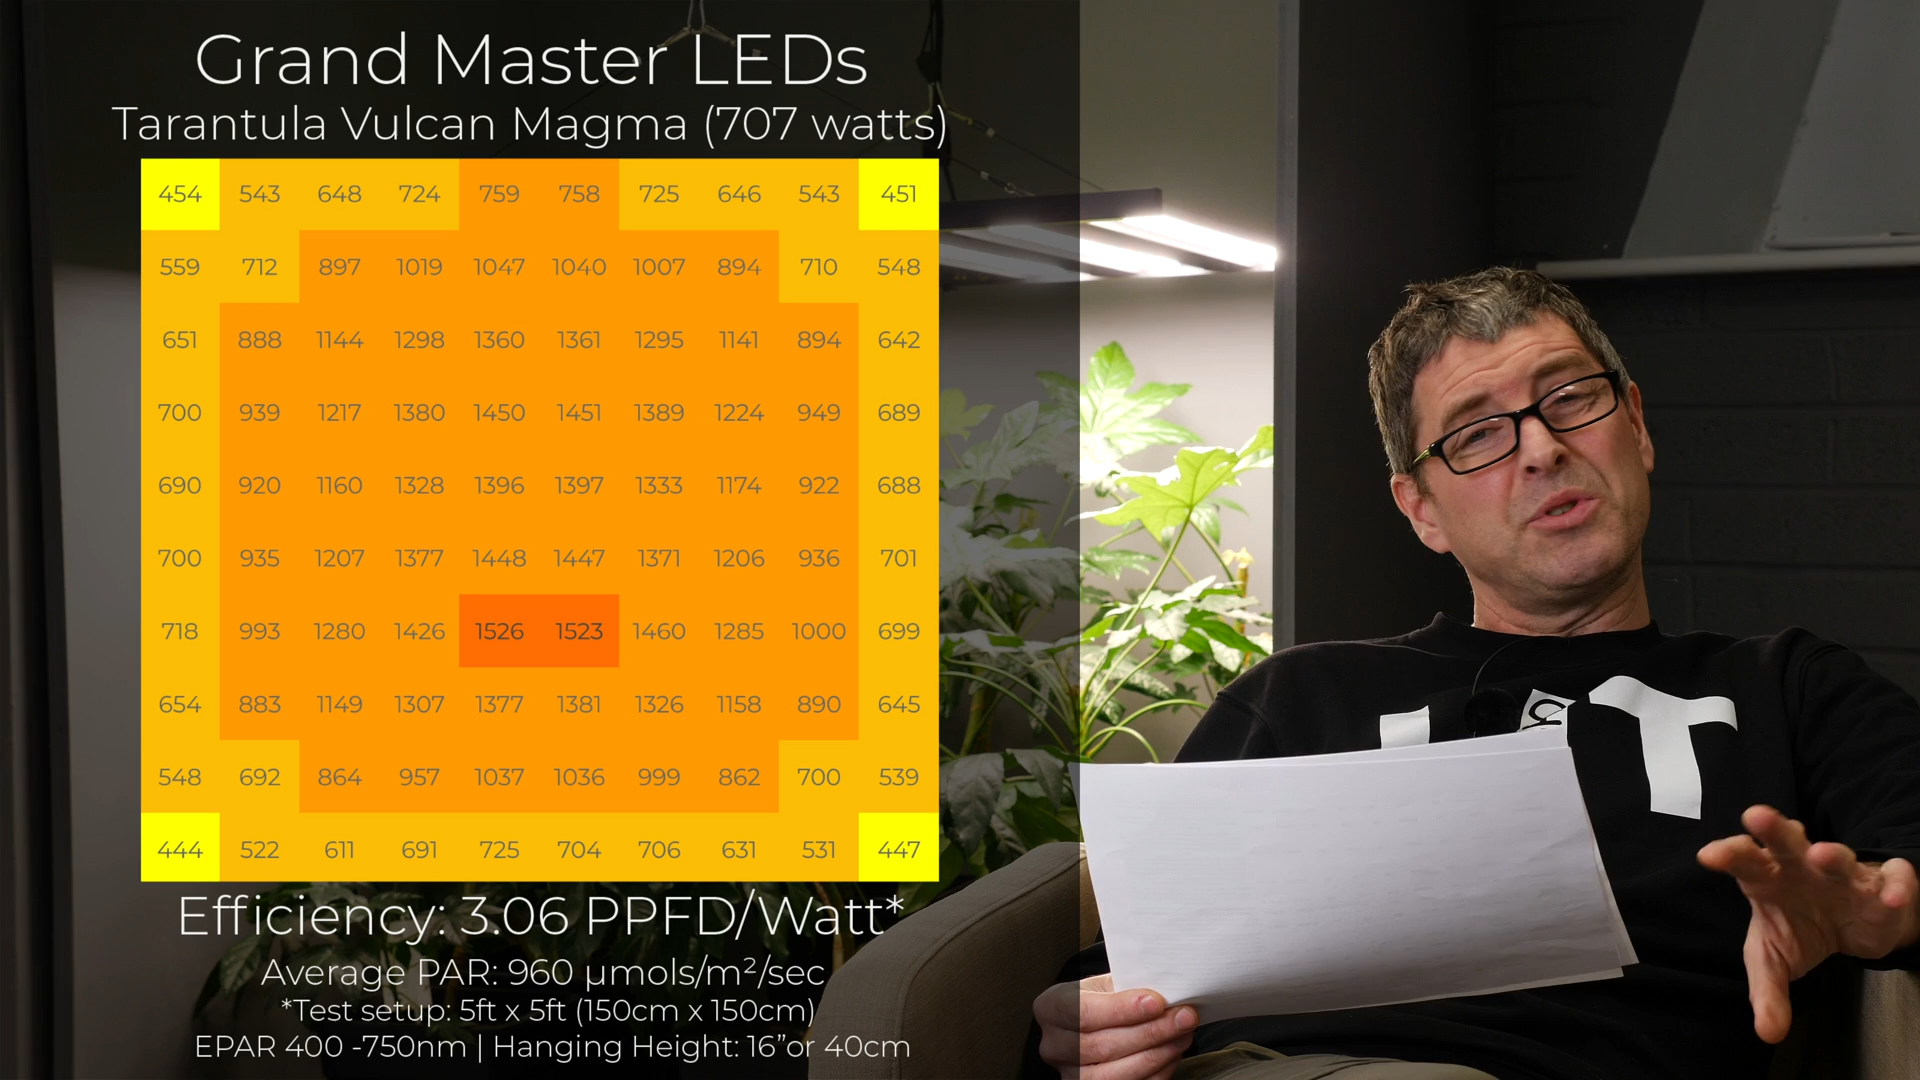 Grand Master LEDs
Tarantula Vulcan Magma (707 watts)
454 543 648 724 759 758 725 646 543 451
559 712 897 1019 1047 1040 1007 894 710 548
651 888 1144 1298 1360 1361 1295 1141 894 642
700 939 1217 1380 1450 1451 1389 1224 949 689
690 920 1160 1328 1396 1397 1333 1174 922 688
700 935 1207 1377 1448 1447 1371 1206 936 701
718 993 1280 1426 1526 1523 1460 1285 1000 699
654 883 1149 1307 1377 1381 1326 1158 890 645
548 692 864 957 1037 1036 999 862 700 539
444 522 611 691 725 704 706 631 531 447
Efficiency: 3.06 PPFD/Watt*
Average PAR: 960 µmols/m²/sec
*Test setup: 5ft x 5ft (150cm x 150cm)
EPAR 400 -750nm | Hanging Height: 16”or 40cm